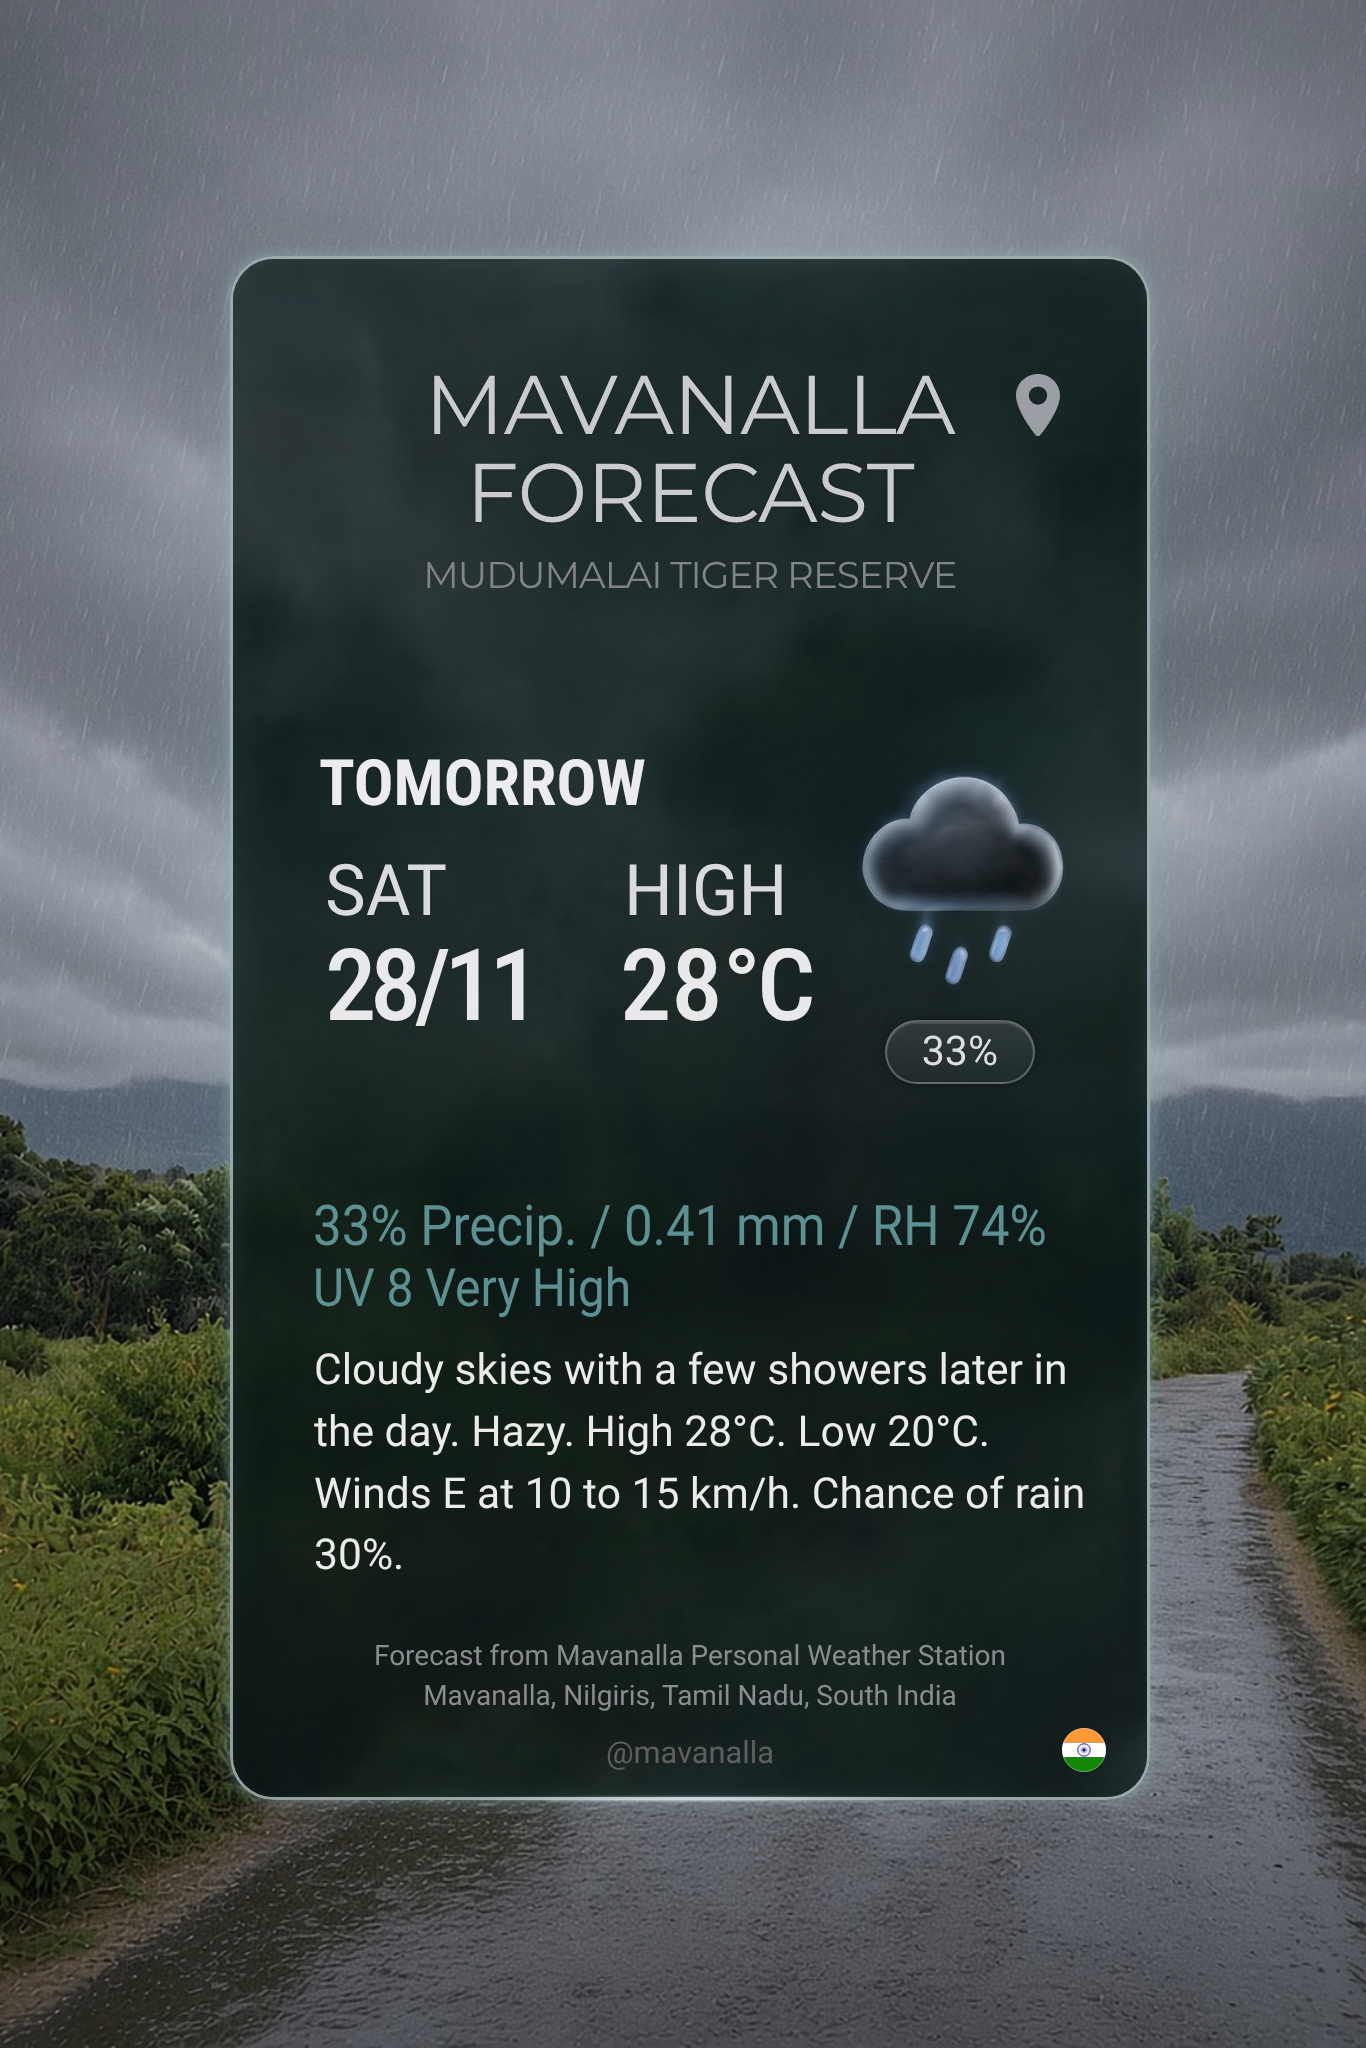 MAVANALLA
FORECAST
MUDUMALAI TIGER RESERVE
TOMORROW
SAT
28/11
HIGH
28°C
33%
33% Precip. / 0.41 mm / RH 74%
UV 8 Very High
Cloudy skies with a few showers later in
the day. Hazy. High 28°C. Low 20°C.
Winds E at 10 to 15 km/h. Chance of rain
30%.
Forecast from Mavanalla Personal Weather Station
Mavanalla, Nilgiris, Tamil Nadu, South India
@mavanalla